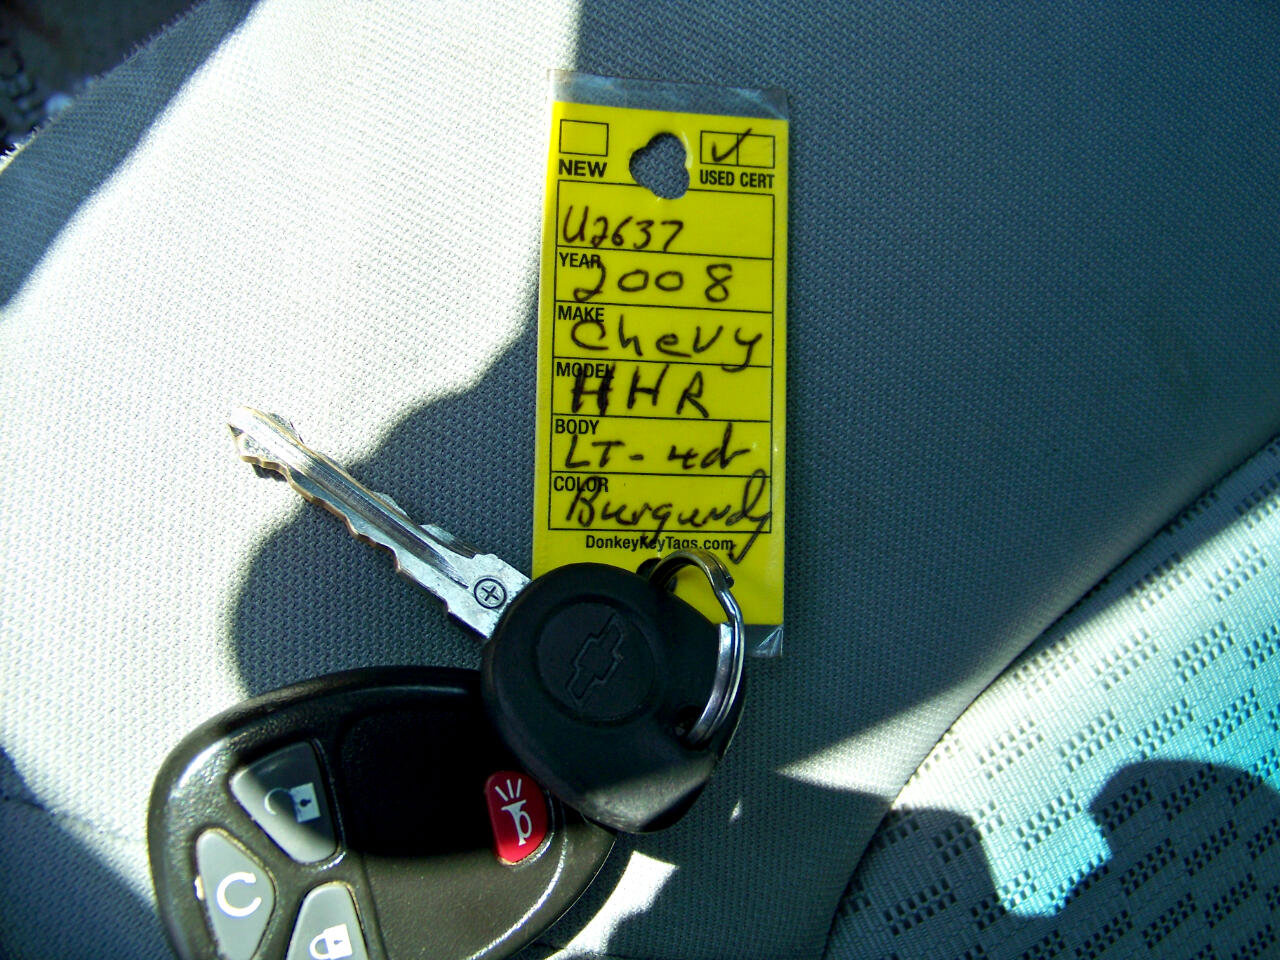 NEW
USED CERT
U2637
YEAR
2008
MAKE
Chevy
MODEL
HHR
BODY
LT - 4dr
COLOR
Burgundy
DonkeyKeyTags.com